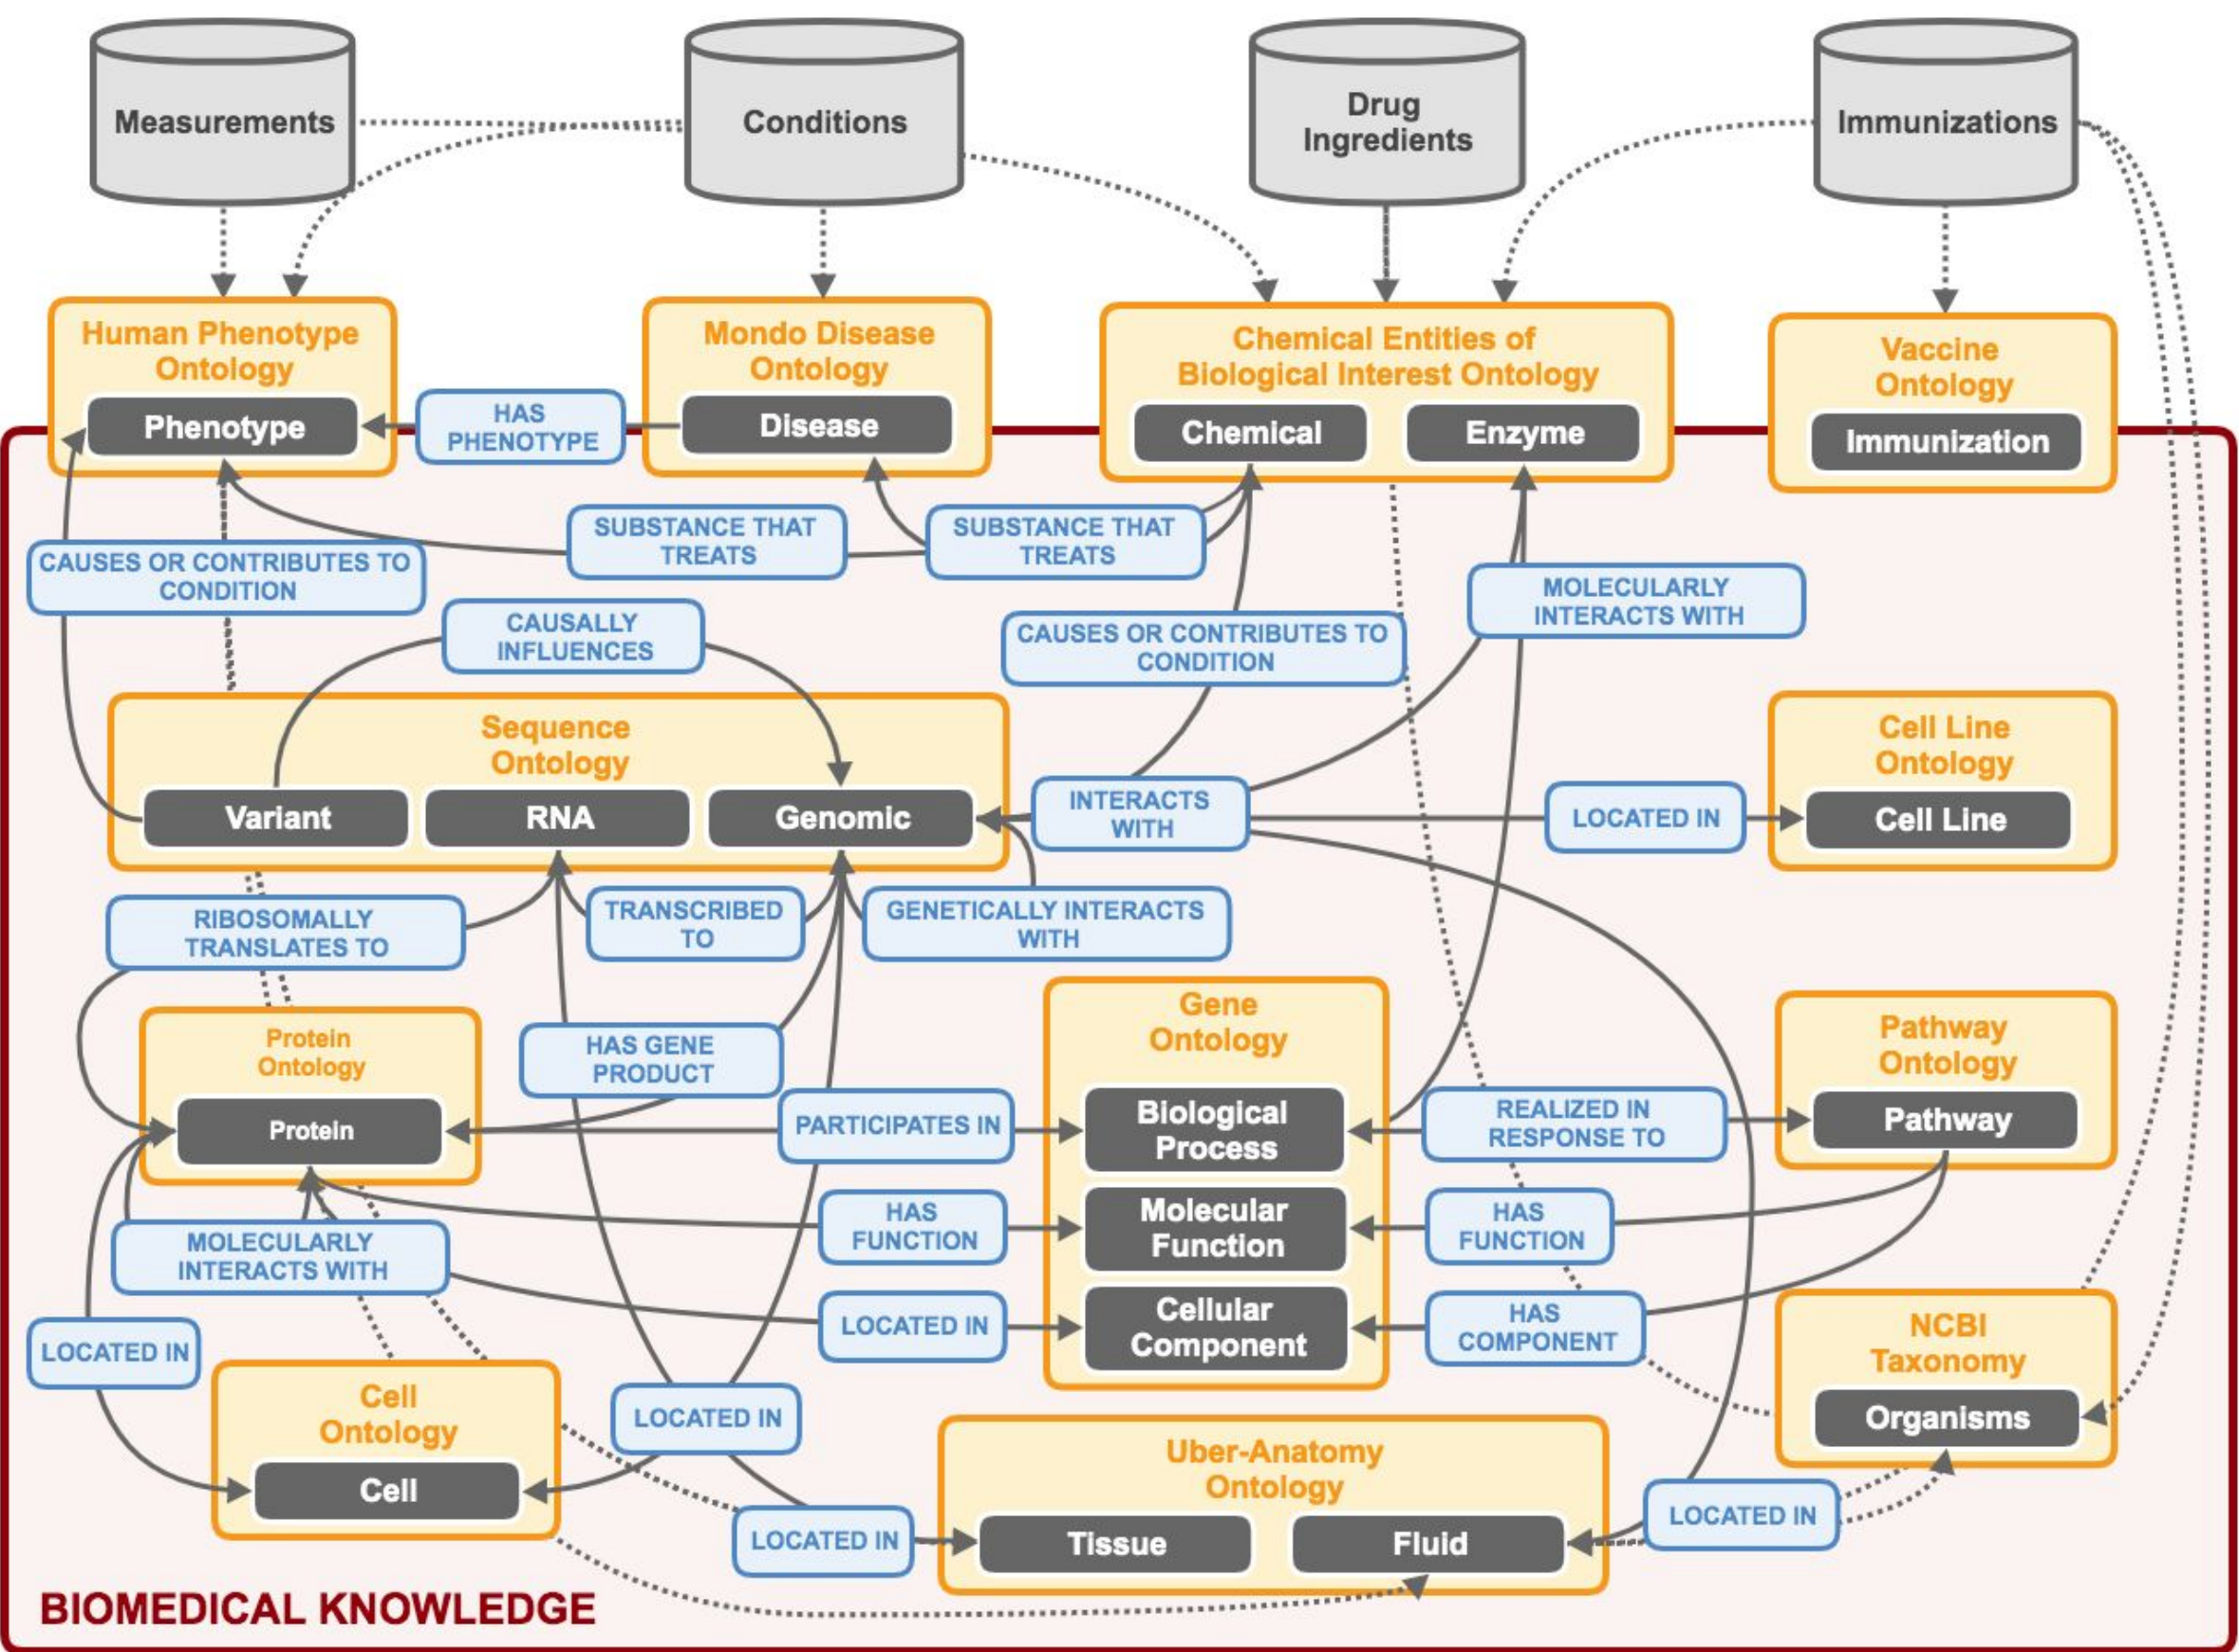 Measurements
Conditions
Drug
Ingredients
Immunizations
Human Phenotype
Ontology
Phenotype
HAS
PHENOTYPE
Mondo Disease
Ontology
Disease
Chemical Entities of
Biological Interest Ontology
Chemical
Enzyme
Vaccine
Ontology
Immunization
SUBSTANCE THAT
TREATS
SUBSTANCE THAT
TREATS
CAUSES OR CONTRIBUTES TO
CONDITION
CAUSALLY
INFLUENCES
CAUSES OR CONTRIBUTES TO
CONDITION
MOLECULARLY
INTERACTS WITH
Sequence
Ontology
Variant
RNA
Genomic
INTERACTS
WITH
LOCATED IN
Cell Line
Ontology
Cell Line
RIBOSOMALLY
TRANSLATES TO
TRANSCRIBED
TO
GENETICALLY INTERACTS
WITH
Protein
Ontology
Protein
HAS GENE
PRODUCT
PARTICIPATES IN
Gene
Ontology
Biological
Process
Molecular
Function
Cellular
Component
REALIZED IN
RESPONSE TO
Pathway
Ontology
Pathway
HAS
FUNCTION
HAS
FUNCTION
MOLECULARLY
INTERACTS WITH
LOCATED IN
HAS
COMPONENT
LOCATED IN
NCBI
Taxonomy
Organisms
Cell
Ontology
Cell
LOCATED IN
LOCATED IN
Uber-Anatomy
Ontology
Tissue
Fluid
LOCATED IN
BIOMEDICAL KNOWLEDGE